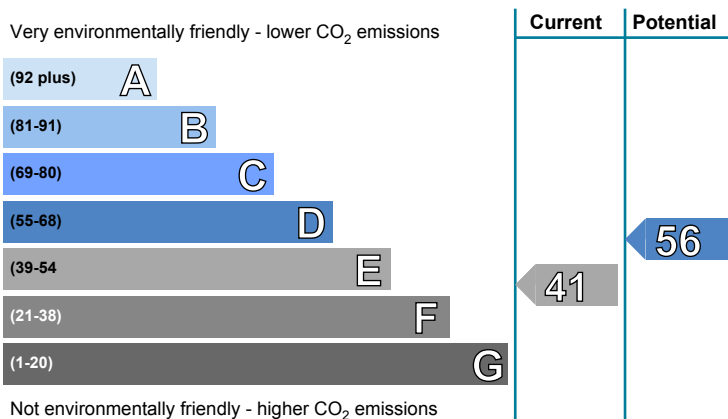 Current Potential
Very environmentally friendly - lower CO2 emissions
(92 plus) A
(81-91) B
(69-80) C
(55-68) D
56
(39-54 E
41
(21-38) F
(1-20) G
Not environmentally friendly - higher CO2 emissions